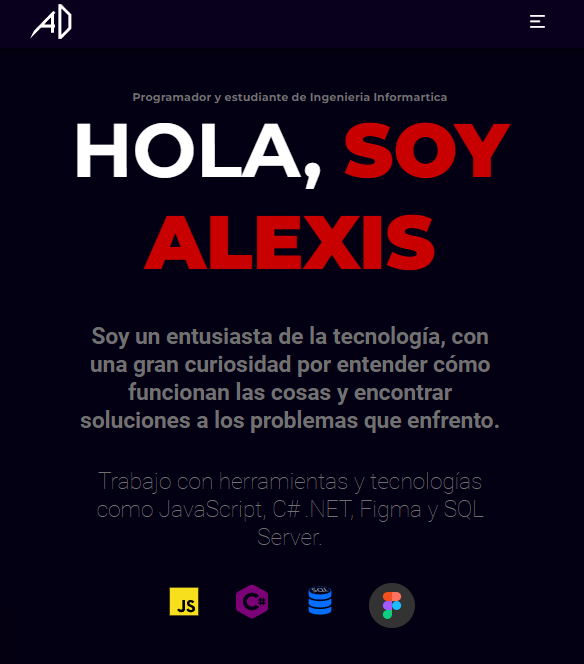 AD
Programador y estudiante de Ingenieria Informartica
HOLA, SOY
ALEXIS
Soy un entusiasta de la tecnología, con
una gran curiosidad por entender cómo
funcionan las cosas y encontrar
soluciones a los problemas que enfrento.
Trabajo con herramientas y tecnologías
como JavaScript, C# .NET, Figma y SQL
Server.
JS C# SQL